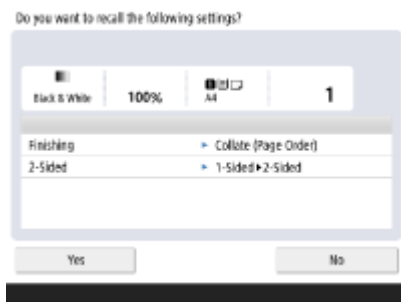 Do you want to recall the following settings?
Black & White 100% A4 1
Finishing ▸ Collate (Page Order)
2-Sided ▸ 1-Sided▸2-Sided
Yes No